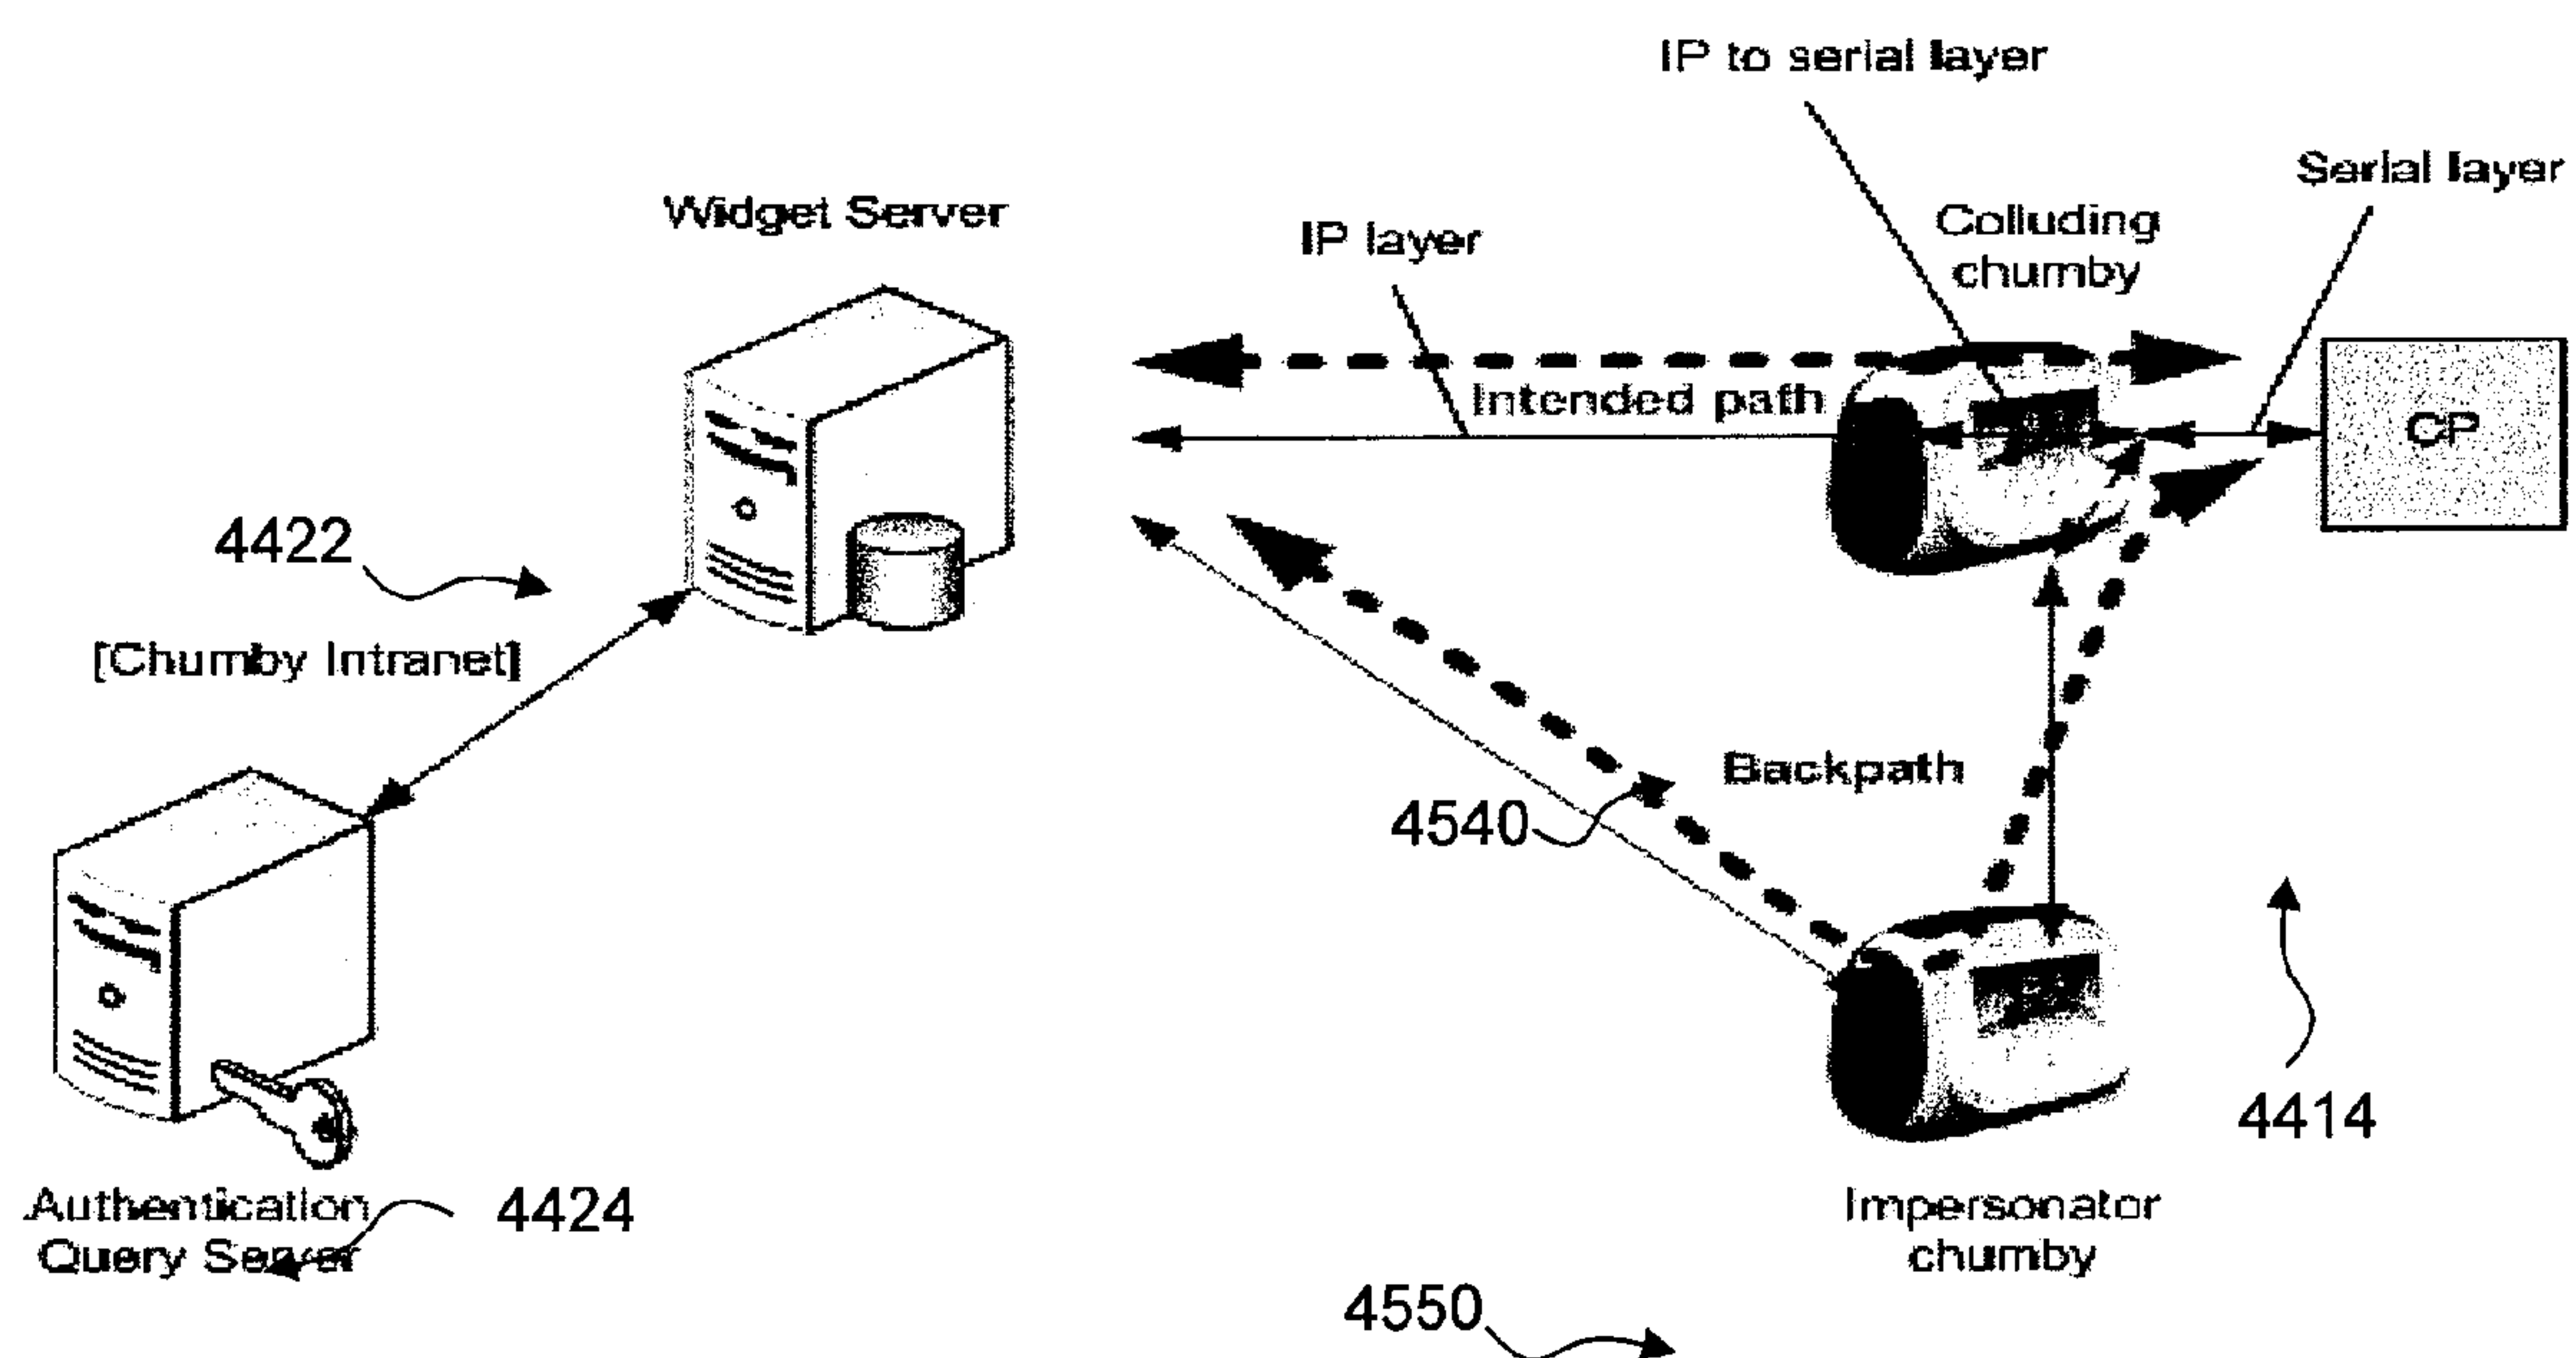 IP to serial layer
Serial layer
Widget Server
IP layer
Colluding
chumby
Intended path
CP
4422
[Chumby Intranet]
Backpath
4540
4414
Authentication
Query Server
4424
Impersonator
chumby
4550